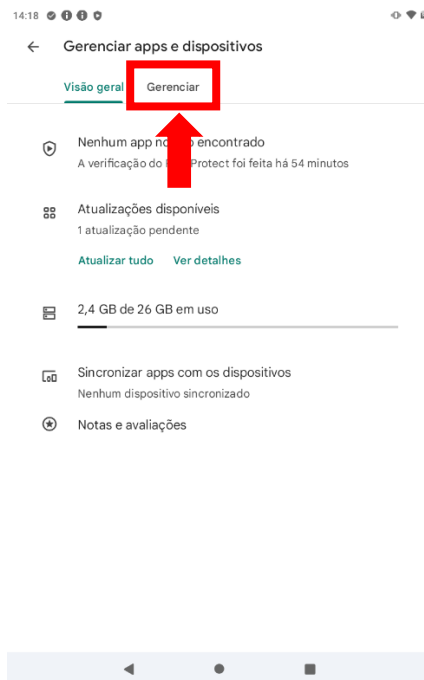 14:18
Gerenciar apps e dispositivos
Visão geral
Gerenciar
Nenhum app encontrado
A verificação do Protect foi feita há 54 minutos
Atualizações disponíveis
1 atualização pendente
Atualizar tudo
Ver detalhes
2,4 GB de 26 GB em uso
Sincronizar apps com os dispositivos
Nenhum dispositivo sincronizado
Notas e avaliações